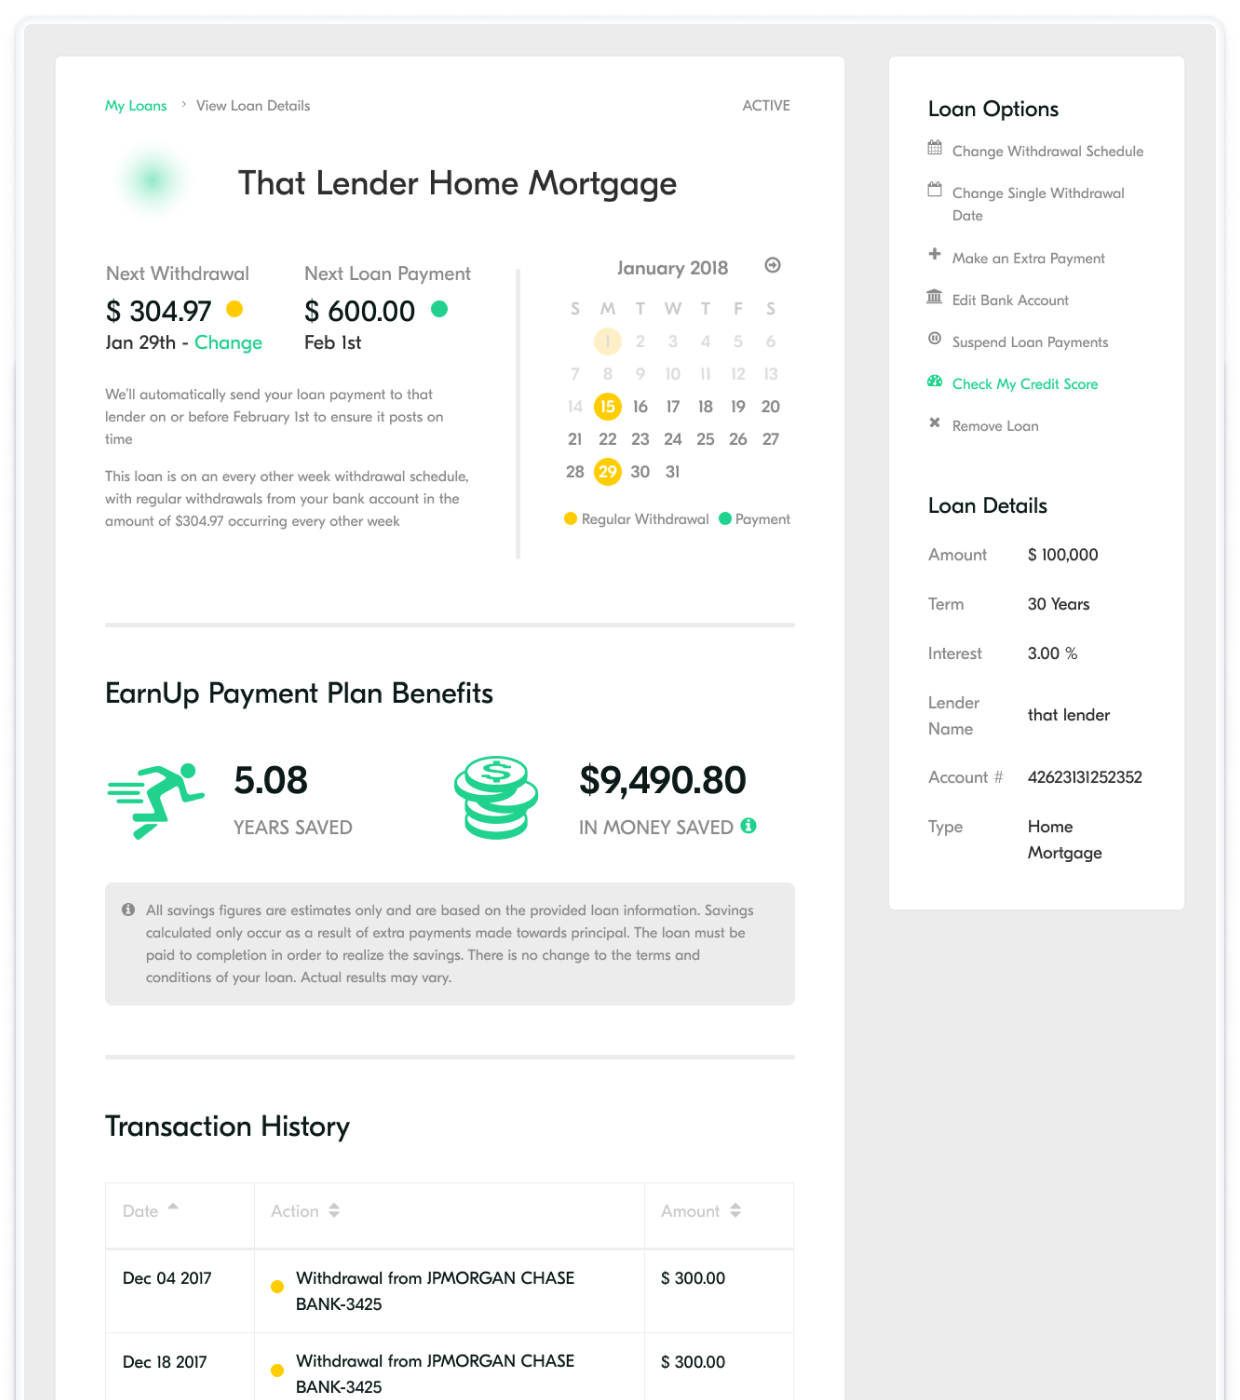 My Loans > View Loan Details ACTIVE
That Lender Home Mortgage
Next Withdrawal
$ 304.97
Jan 29th - Change
Next Loan Payment
$ 600.00
Feb 1st
We'll automatically send your loan payment to that
lender on or before February 1st to ensure it posts on
time
This loan is on an every other week withdrawal schedule,
with regular withdrawals from your bank account in the
amount of $304.97 occurring every other week
January 2018
S M T W T F S
1 2 3 4 5 6
7 8 9 10 11 12 13
14 15 16 17 18 19 20
21 22 23 24 25 26 27
28 29 30 31
Regular Withdrawal Payment
EarnUp Payment Plan Benefits
5.08
YEARS SAVED
$9,490.80
IN MONEY SAVED
All savings figures are estimates only and are based on the provided loan information. Savings
calculated only occur as a result of extra payments made towards principal. The loan must be
paid to completion in order to realize the savings. There is no change to the terms and
conditions of your loan. Actual results may vary.
Transaction History
Date Action Amount
Dec 04 2017 Withdrawal from JPMORGAN CHASE $ 300.00
BANK-3425
Dec 18 2017 Withdrawal from JPMORGAN CHASE $ 300.00
BANK-3425
Loan Options
Change Withdrawal Schedule
Change Single Withdrawal
Date
Make an Extra Payment
Edit Bank Account
Suspend Loan Payments
Check My Credit Score
Remove Loan
Loan Details
Amount $ 100,000
Term 30 Years
Interest 3.00 %
Lender
Name that lender
Account # 42623131252352
Type Home
Mortgage